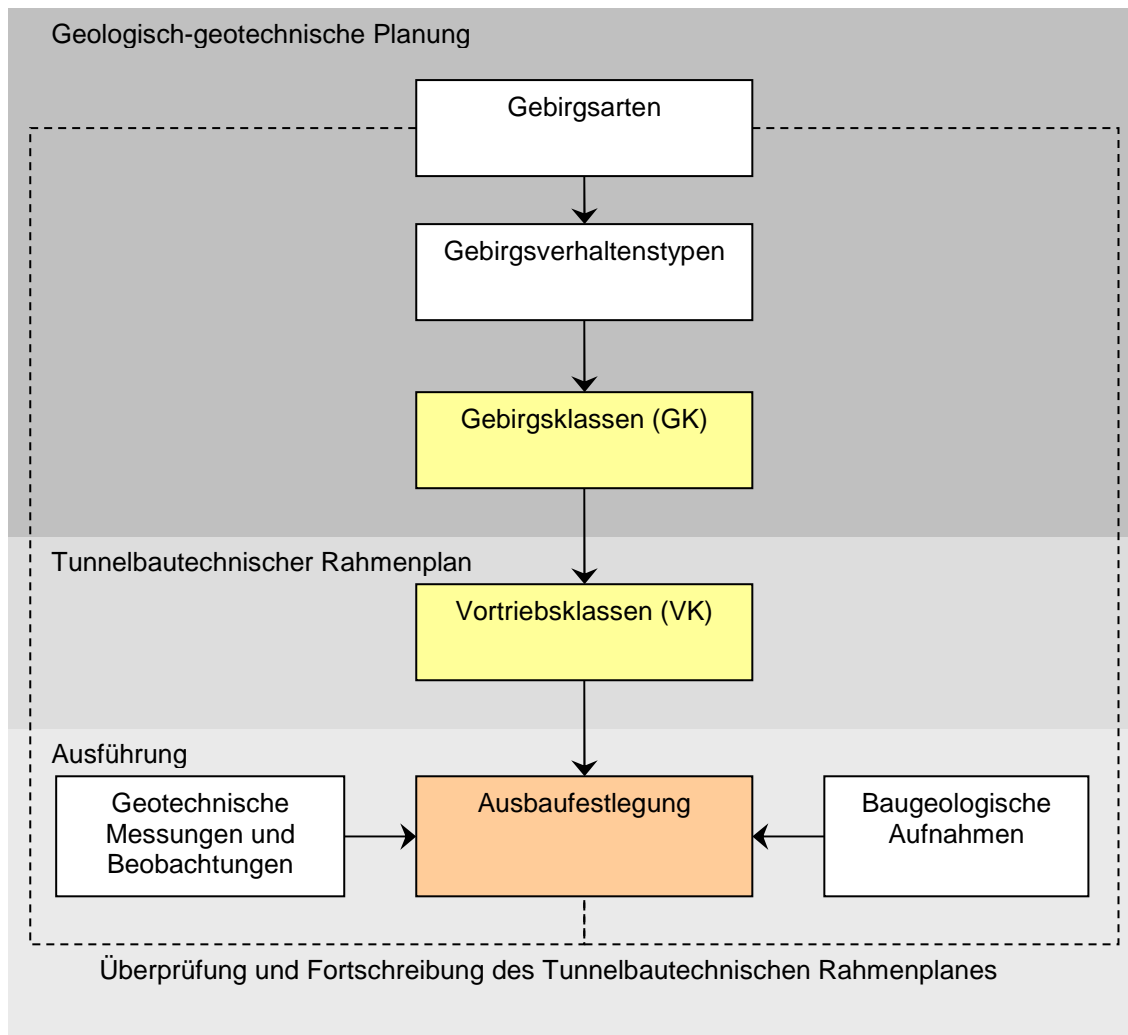 Geologisch-geotechnische Planung
Gebirgsarten
Gebirgsverhaltenstypen
Gebirgsklassen (GK)
Tunnelbautechnischer Rahmenplan
Vortriebsklassen (VK)
Ausführung
Geotechnische
Messungen und
Beobachtungen
Ausbaufestlegung
Baugeologische
Aufnahmen
Überprüfung und Fortschreibung des Tunnelbautechnischen Rahmenplanes